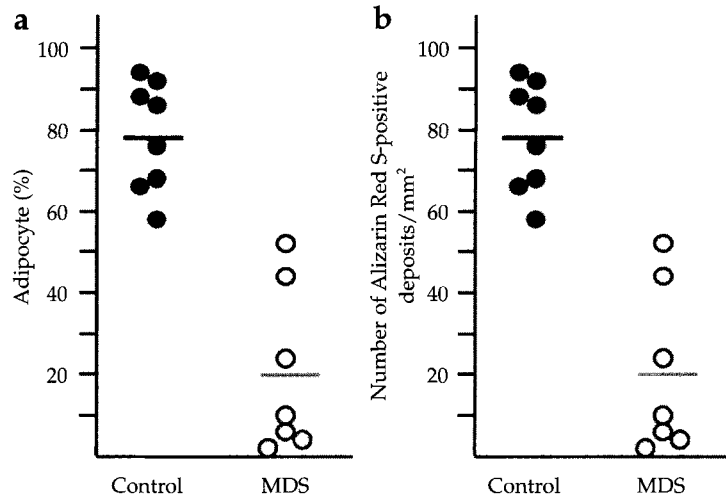 a
100
80
60
40
20
Adipocyte (%)
Control
MDS
b
100
80
60
40
20
Number of Alizarin Red S-positive
deposits/mm²
Control
MDS